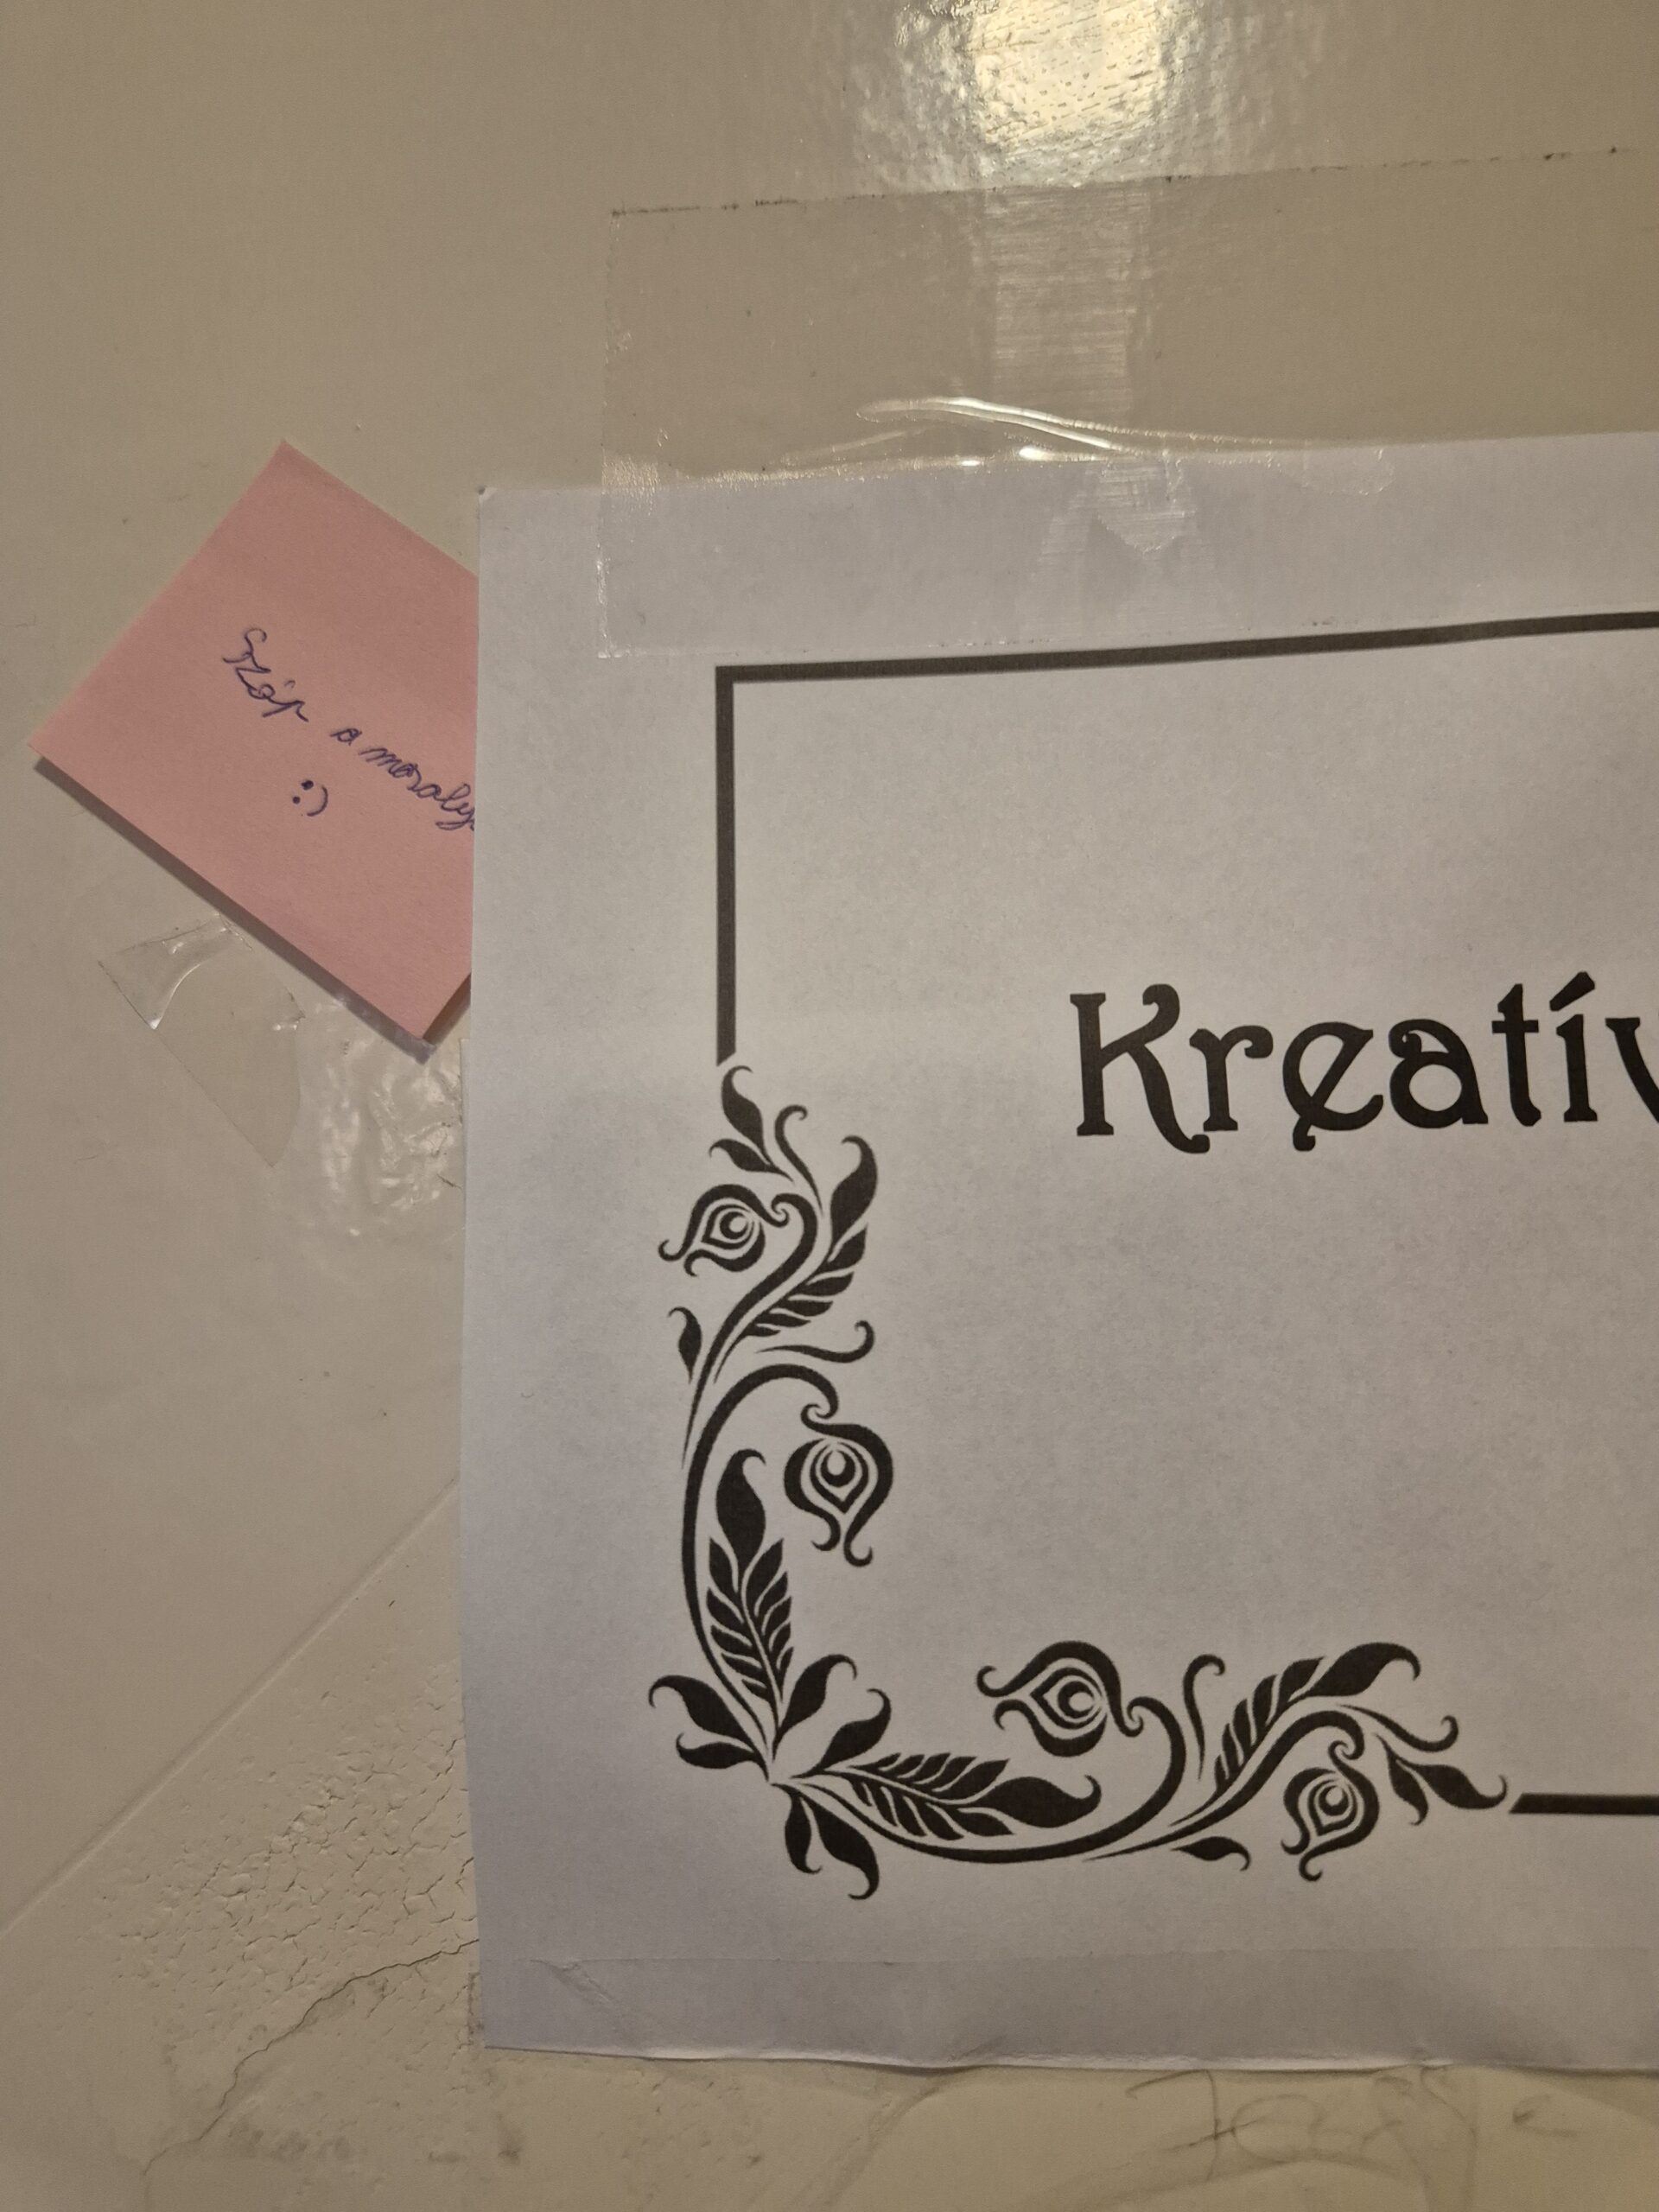 Szép a mosoly
:)
Kreatív